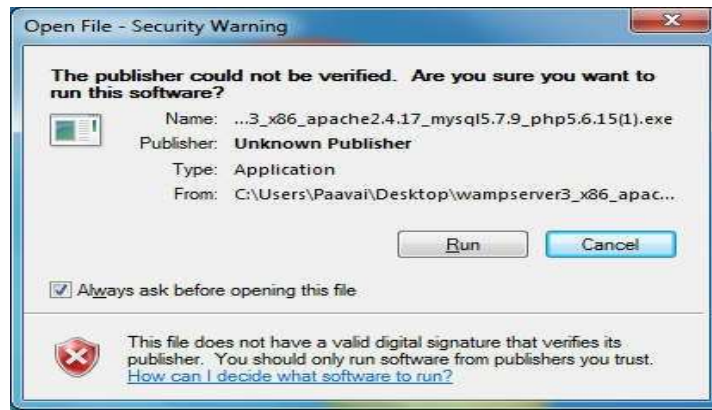 Open File - Security Warning
The publisher could not be verified. Are you sure you want to
run this software?
Name: ...3_x86_apache2.4.17_mysql5.7.9_php5.6.15(1).exe
Publisher: Unknown Publisher
Type: Application
From: C:\Users\Paavai\Desktop\wampserver3_x86_apac...
Run Cancel
Always ask before opening this file
This file does not have a valid digital signature that verifies its
publisher. You should only run software from publishers you trust.
How can I decide what software to run?